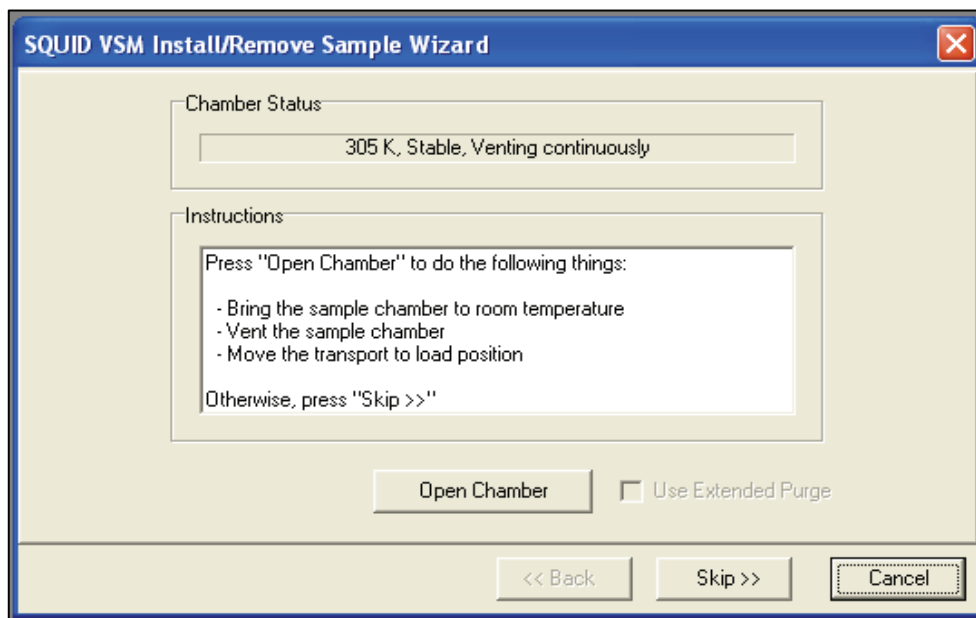 SQUID VSM Install/Remove Sample Wizard
Chamber Status
305 K, Stable, Venting continuously
Instructions
Press "Open Chamber" to do the following things:
- Bring the sample chamber to room temperature
- Vent the sample chamber
- Move the transport to load position
Otherwise, press "Skip >>"
Open Chamber
Use Extended Purge
<< Back
Skip >>
Cancel